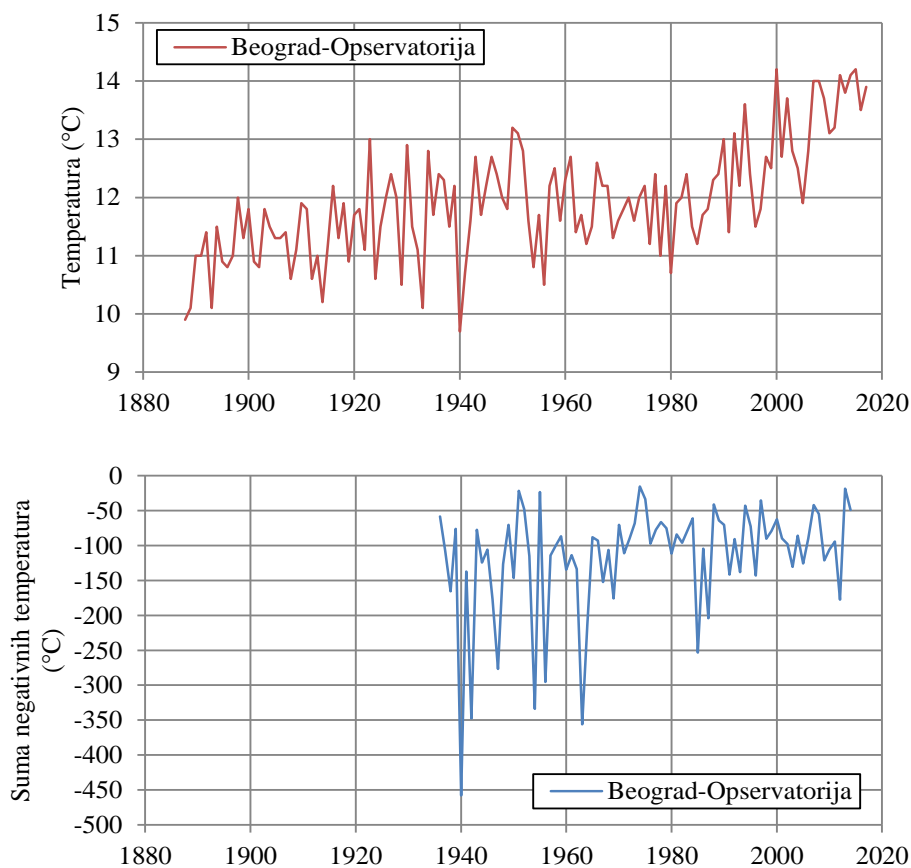 15
Beograd-Opservatorija
14
13
12
11
10
9
Temperatura (°C)
1880 1900 1920 1940 1960 1980 2000 2020
0
-50
-100
-150
-200
-250
-300
-350
-400
-450
-500
Suma negativnih temperatura
(°C)
Beograd-Opservatorija
1880 1900 1920 1940 1960 1980 2000 2020